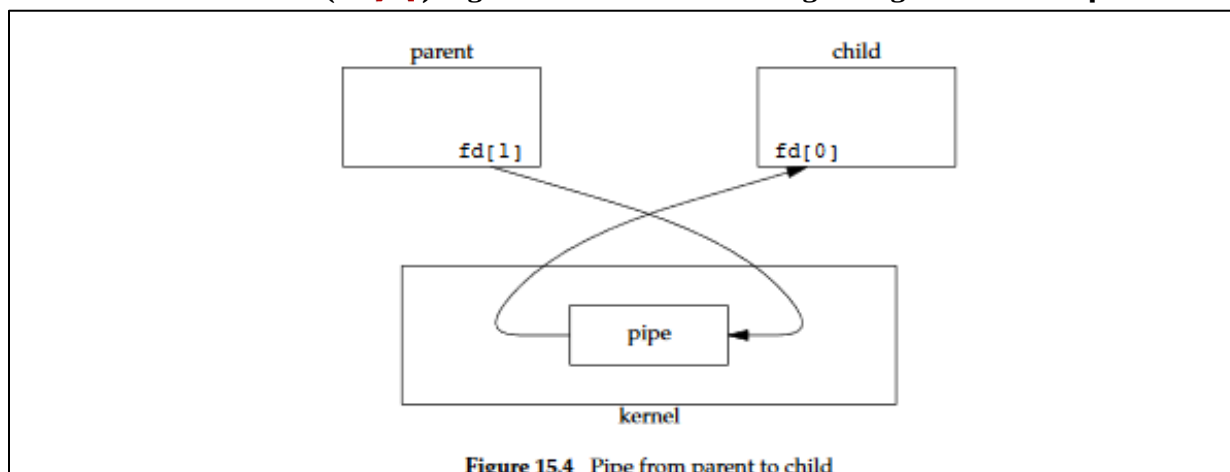 parent
child
fd[1]
fd[0]
pipe
kernel
Figure 15.4 Pipe from parent to child